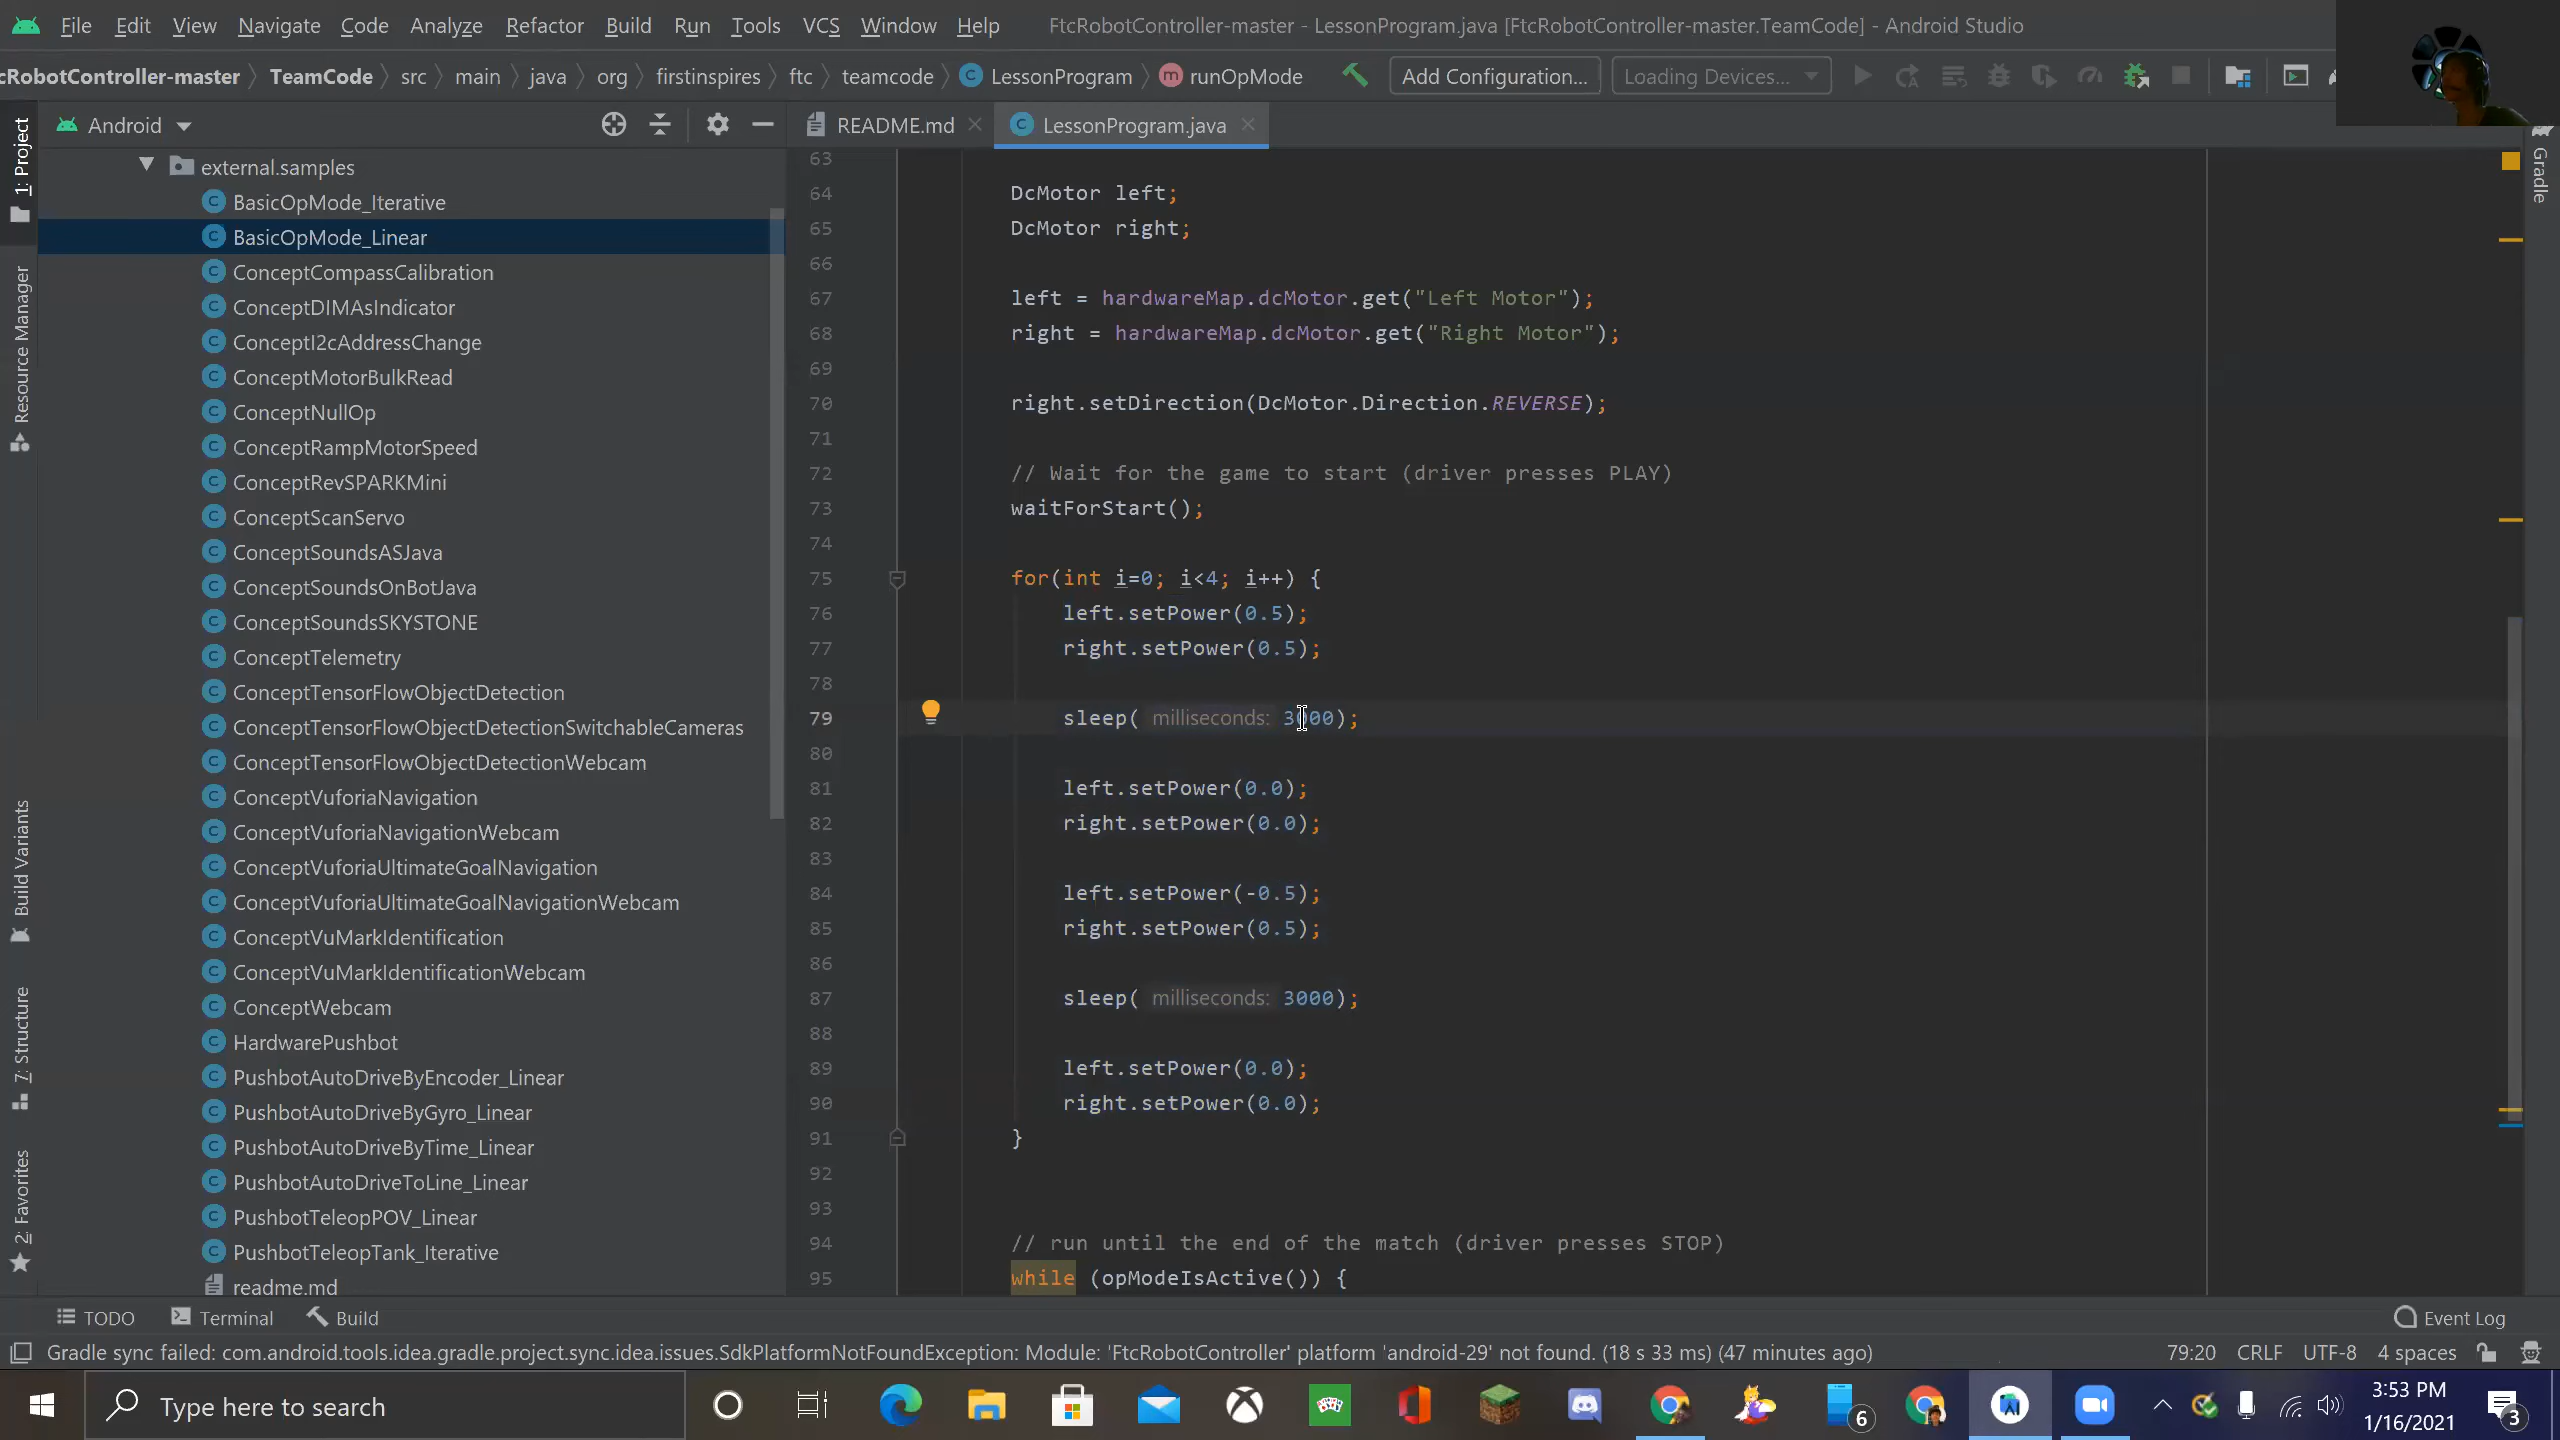 File Edit View Navigate Code Analyze Refactor Build Run Tools VCS Window Help FtcRobotController-master - LessonProgram.java [FtcRobotController-master.TeamCode] - Android Studio
cRobotController-master TeamCode src main java org firstinspires ftc teamcode LessonProgram runOpMode Add Configuration... Loading Devices...
Android README.md LessonProgram.java
1: Project
Resource Manager
Build Variants
7: Structure
2: Favorites
Gradle
external.samples
BasicOpMode_Iterative
BasicOpMode_Linear
ConceptCompassCalibration
ConceptDIMAsIndicator
ConceptI2cAddressChange
ConceptMotorBulkRead
ConceptNullOp
ConceptRampMotorSpeed
ConceptRevSPARKMini
ConceptScanServo
ConceptSoundsASJava
ConceptSoundsOnBotJava
ConceptSoundsSKYSTONE
ConceptTelemetry
ConceptTensorFlowObjectDetection
ConceptTensorFlowObjectDetectionSwitchableCameras
ConceptTensorFlowObjectDetectionWebcam
ConceptVuforiaNavigation
ConceptVuforiaNavigationWebcam
ConceptVuforiaUltimateGoalNavigation
ConceptVuforiaUltimateGoalNavigationWebcam
ConceptVuMarkIdentification
ConceptVuMarkIdentificationWebcam
ConceptWebcam
HardwarePushbot
PushbotAutoDriveByEncoder_Linear
PushbotAutoDriveByGyro_Linear
PushbotAutoDriveByTime_Linear
PushbotAutoDriveToLine_Linear
PushbotTeleopPOV_Linear
PushbotTeleopTank_Iterative
readme.md
63
64 DcMotor left;
65 DcMotor right;
66
67 left = hardwareMap.dcMotor.get("Left Motor");
68 right = hardwareMap.dcMotor.get("Right Motor");
69
70 right.setDirection(DcMotor.Direction.REVERSE);
71
72 // Wait for the game to start (driver presses PLAY)
73 waitForStart();
74
75 for(int i=0; i<4; i++) {
76 left.setPower(0.5);
77 right.setPower(0.5);
78
79 sleep( milliseconds: 3000);
80
81 left.setPower(0.0);
82 right.setPower(0.0);
83
84 left.setPower(-0.5);
85 right.setPower(0.5);
86
87 sleep( milliseconds: 3000);
88
89 left.setPower(0.0);
90 right.setPower(0.0);
91 }
92
93
94 // run until the end of the match (driver presses STOP)
95 while (opModeIsActive()) {
TODO Terminal Build Event Log
Gradle sync failed: com.android.tools.idea.gradle.project.sync.idea.issues.SdkPlatformNotFoundException: Module: 'FtcRobotController' platform 'android-29' not found. (18 s 33 ms) (47 minutes ago) 79:20 CRLF UTF-8 4 spaces
Type here to search 6 3:53 PM
1/16/2021 3